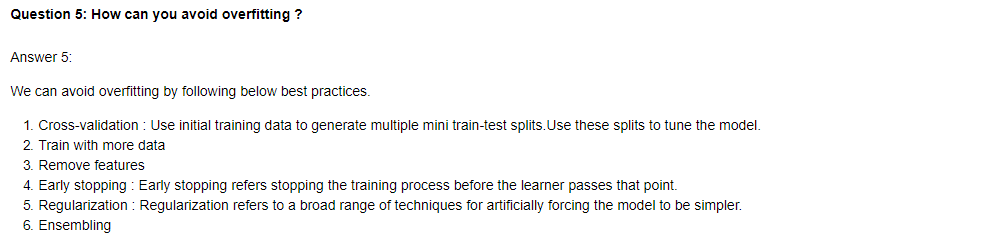 Question 5: How can you avoid overfitting ?
Answer 5:
We can avoid overfitting by following below best practices.
1. Cross-validation : Use initial training data to generate multiple mini train-test splits.Use these splits to tune the model.
2. Train with more data
3. Remove features
4. Early stopping : Early stopping refers stopping the training process before the learner passes that point.
5. Regularization : Regularization refers to a broad range of techniques for artificially forcing the model to be simpler.
6. Ensembling